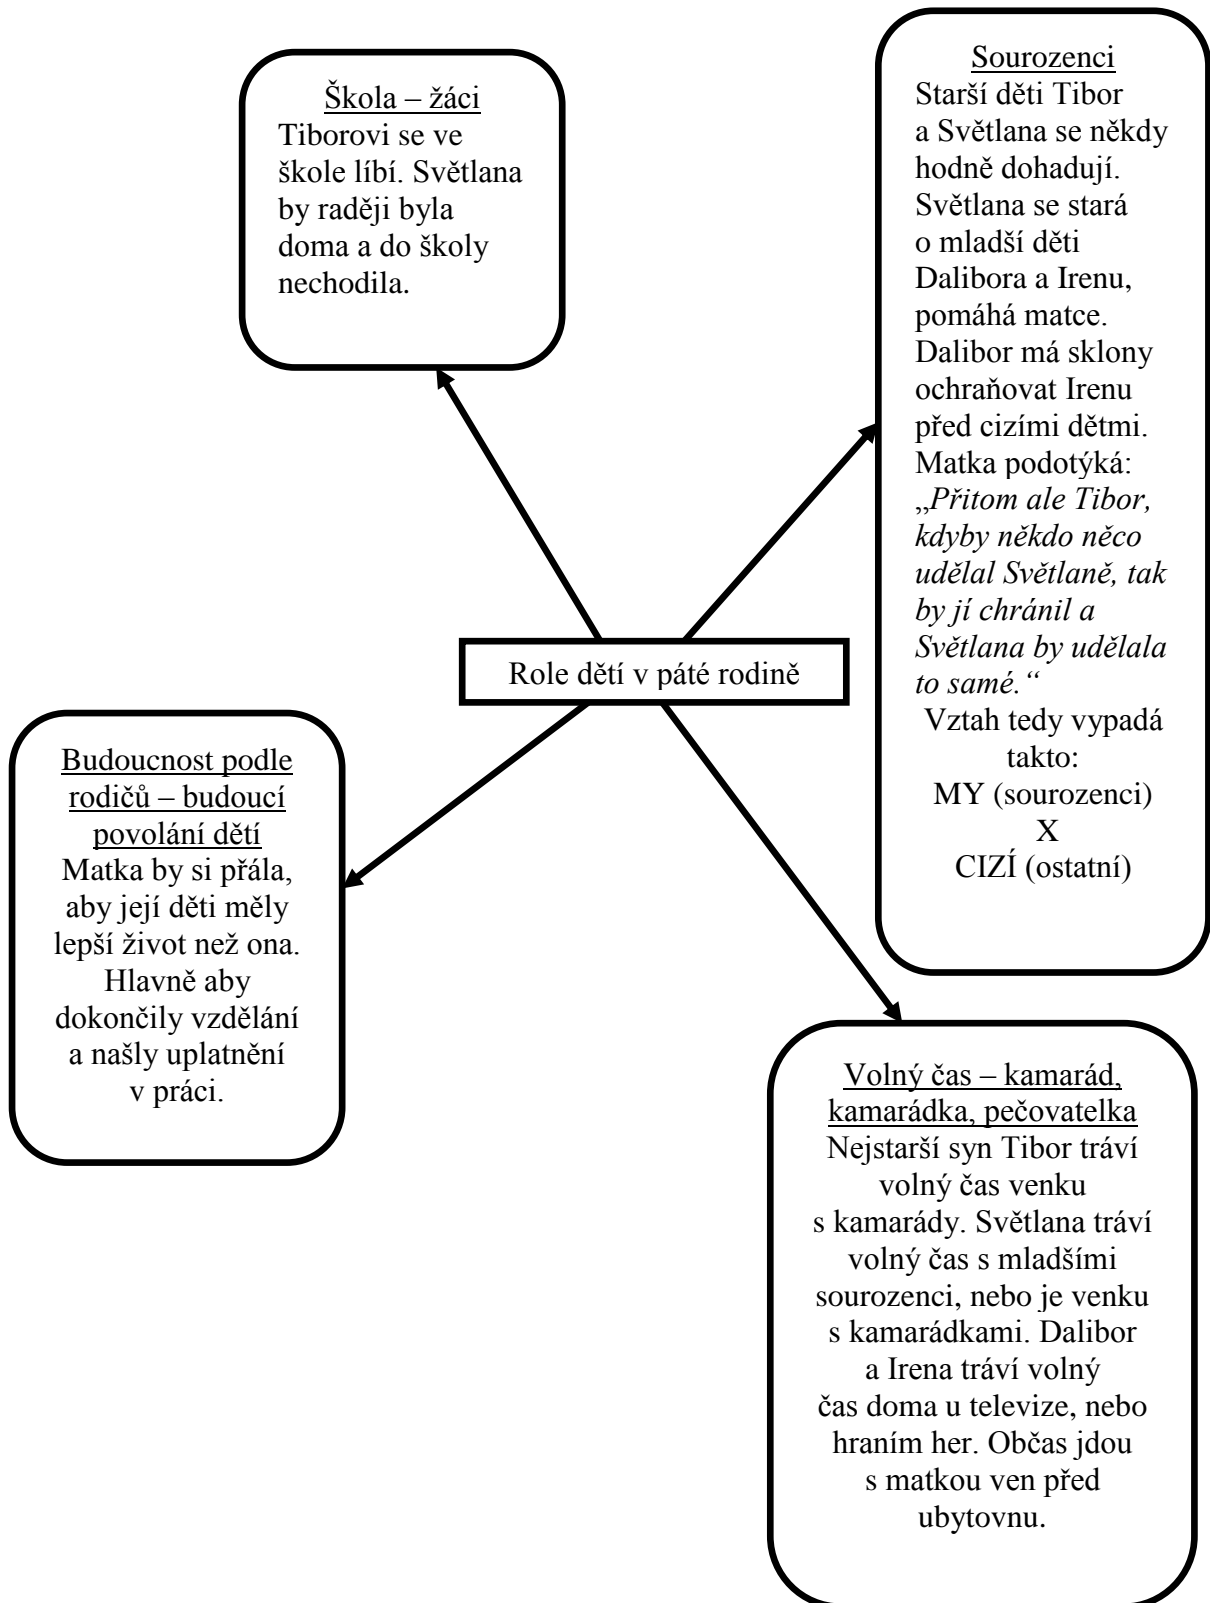 Škola – žáci
Tiborovi se ve
škole líbí. Světlana
by raději byla
doma a do školy
nechodila.
Sourozenci
Starší děti Tibor
a Světlana se někdy
hodně dohadují.
Světlana se stará
o mladší děti
Dalibora a Irenu,
pomáhá matce.
Dalibor má sklony
ochraňovat Irenu
před cizími dětmi.
Matka podotýká:
„Přitom ale Tibor,
kdyby někdo něco
udělal Světlaně, tak
by jí chránil a
Světlana by udělala
to samé.“
Vztah tedy vypadá
takto:
MY (sourozenci)
X
CIZÍ (ostatní)
Role dětí v páté rodině
Budoucnost podle
rodičů – budoucí
povolání dětí
Matka by si přála,
aby její děti měly
lepší život než ona.
Hlavně aby
dokončily vzdělání
a našly uplatnění
v práci.
Volný čas – kamarád,
kamarádka, pečovatelka
Nejstarší syn Tibor tráví
volný čas venku
s kamarády. Světlana tráví
volný čas s mladšími
sourozenci, nebo je venku
s kamarádkami. Dalibor
a Irena tráví volný
čas doma u televize, nebo
hraním her. Občas jdou
s matkou ven před
ubytovnu.